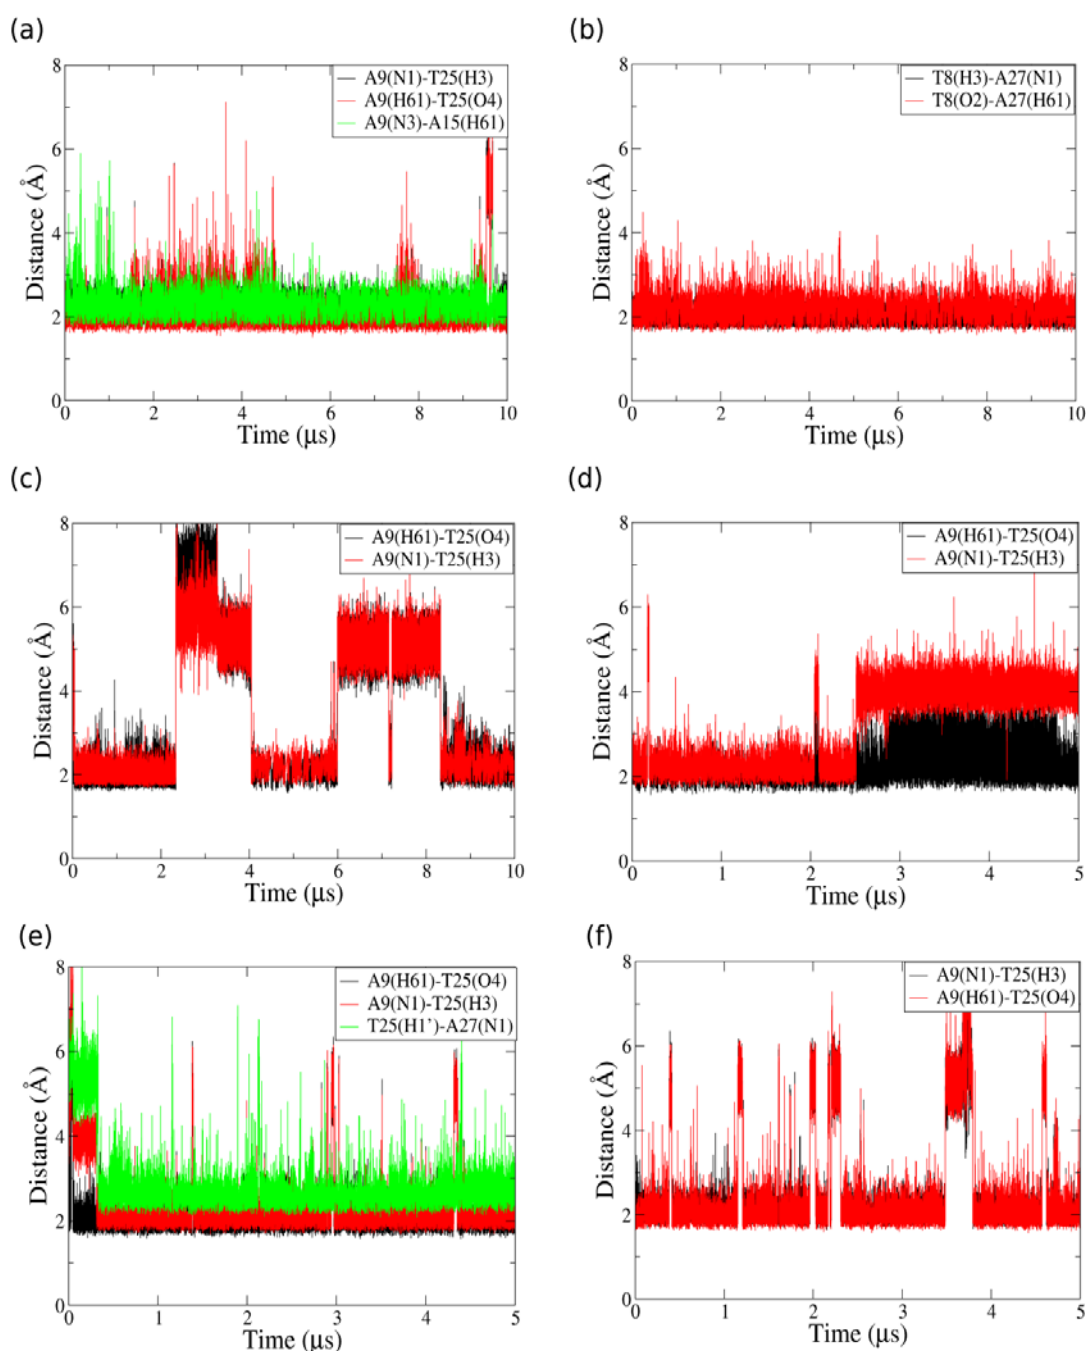 (a)
A9(N1)-T25(H3)
A9(H61)-T25(O4)
A9(N3)-A15(H61)
Distance (Å)
8
6
4
2
0
0 2 4 6 8 10
Time (μs)
(b)
T8(H3)-A27(N1)
T8(O2)-A27(H61)
Distance (Å)
8
6
4
2
0
0 2 4 6 8 10
Time (μs)
(c)
A9(H61)-T25(O4)
A9(N1)-T25(H3)
Distance (Å)
8
6
4
2
0
0 2 4 6 8 10
Time (μs)
(d)
A9(H61)-T25(O4)
A9(N1)-T25(H3)
Distance (Å)
8
6
4
2
0
0 1 2 3 4 5
Time (μs)
(e)
A9(H61)-T25(O4)
A9(N1)-T25(H3)
T25(H1')-A27(N1)
Distance (Å)
8
6
4
2
0
0 1 2 3 4 5
Time (μs)
(f)
A9(N1)-T25(H3)
A9(H61)-T25(O4)
Distance (Å)
8
6
4
2
0
0 1 2 3 4 5
Time (μs)